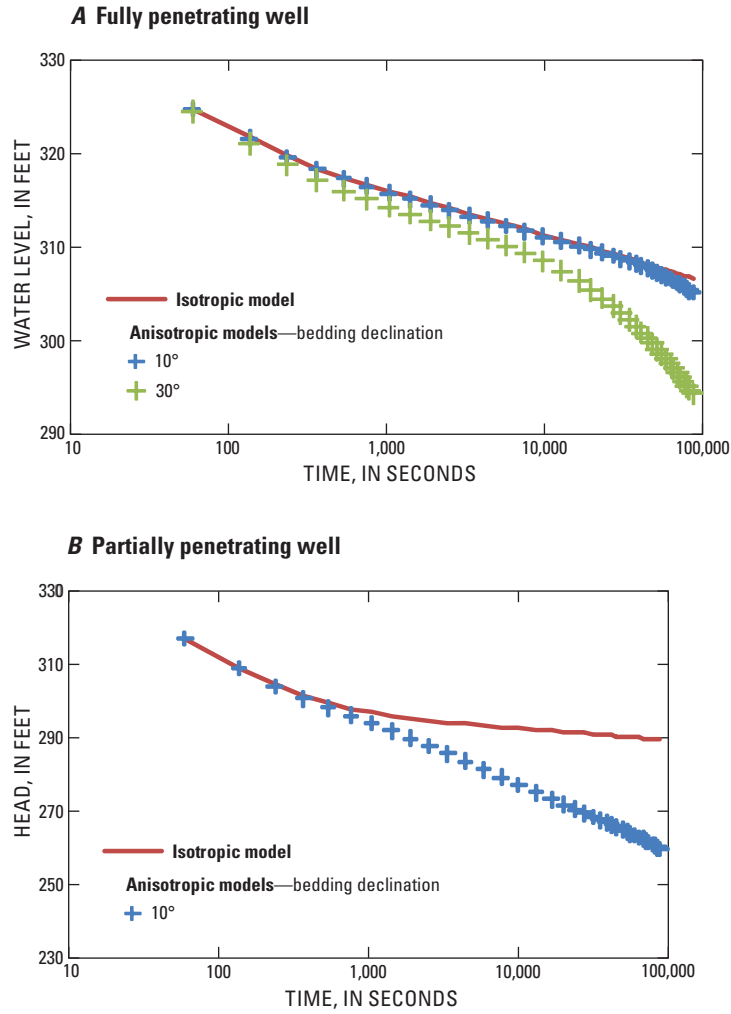 A Fully penetrating well
330
320
310
300
290
10
100
1,000
10,000
100,000
WATER LEVEL, IN FEET
TIME, IN SECONDS
Isotropic model
Anisotropic models—bedding declination
10°
30°
B Partially penetrating well
330
310
290
270
250
230
10
100
1,000
10,000
100,000
HEAD, IN FEET
TIME, IN SECONDS
Isotropic model
Anisotropic models—bedding declination
10°